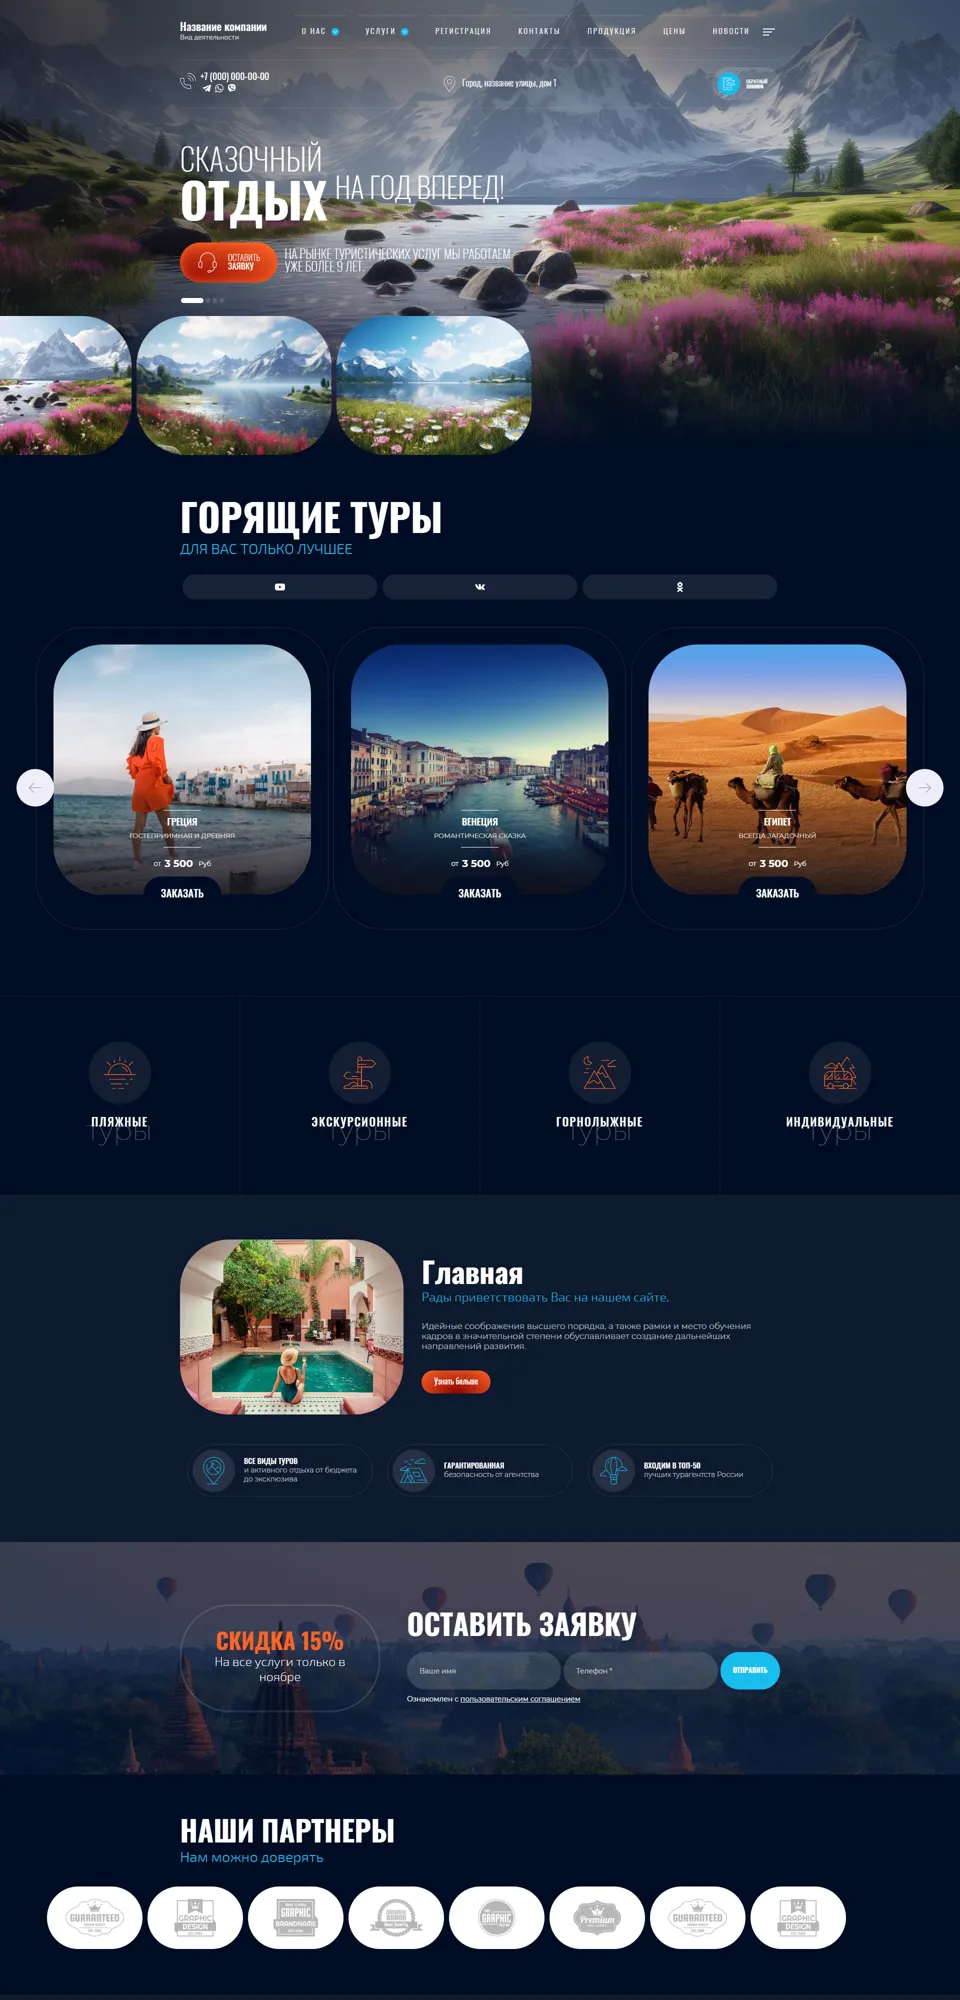 Название компании
Вид деятельности
О НАС
УСЛУГИ
РЕГИСТРАЦИЯ
КОНТАКТЫ
ПРОДУКЦИЯ
ЦЕНЫ
НОВОСТИ
+7 (000) 000-00-00
Город, название улицы, дом 1
ОБРАТНЫЙ
ЗВОНОК
СКАЗОЧНЫЙ
ОТДЫХ НА ГОД ВПЕРЕД!
ОСТАВИТЬ
ЗАЯВКУ
НА РЫНКЕ ТУРИСТИЧЕСКИХ УСЛУГ МЫ РАБОТАЕМ
УЖЕ БОЛЕЕ 9 ЛЕТ.
ГОРЯЩИЕ ТУРЫ
ДЛЯ ВАС ТОЛЬКО ЛУЧШЕЕ
ГРЕЦИЯ
ГОСТЕПРИИМНАЯ И ДРЕВНЯЯ
от 3 500 Руб
ЗАКАЗАТЬ
ВЕНЕЦИЯ
РОМАНТИЧЕСКАЯ СКАЗКА
от 3 500 Руб
ЗАКАЗАТЬ
ЕГИПЕТ
ВСЕГДА ЗАГАДОЧНЫЙ
от 3 500 Руб
ЗАКАЗАТЬ
ПЛЯЖНЫЕ
Туры
ЭКСКУРСИОННЫЕ
Туры
ГОРНОЛЫЖНЫЕ
Туры
ИНДИВИДУАЛЬНЫЕ
Туры
Главная
Рады приветствовать Вас на нашем сайте.
Идейные соображения высшего порядка, а также рамки и место обучения
кадров в значительной степени обуславливает создание дальнейших
направлений развития.
Узнать больше
ВСЕ ВИДЫ ТУРОВ
и активного отдыха от бюджета
до эксклюзива
ГАРАНТИРОВАННАЯ
безопасность от агентства
ВХОДИМ В ТОП-50
лучших турагентств России
СКИДКА 15%
На все услуги только в
ноябре
ОСТАВИТЬ ЗАЯВКУ
Ваше имя
Телефон *
ОТПРАВИТЬ
Ознакомлен с пользовательским соглашением
НАШИ ПАРТНЕРЫ
Нам можно доверять
GUARANTEED
GRAPHIC
DESIGN
GRAPHIC
BRANDNAME
GRAPHIC
Premium
GUARANTEED
GRAPHIC
DESIGN